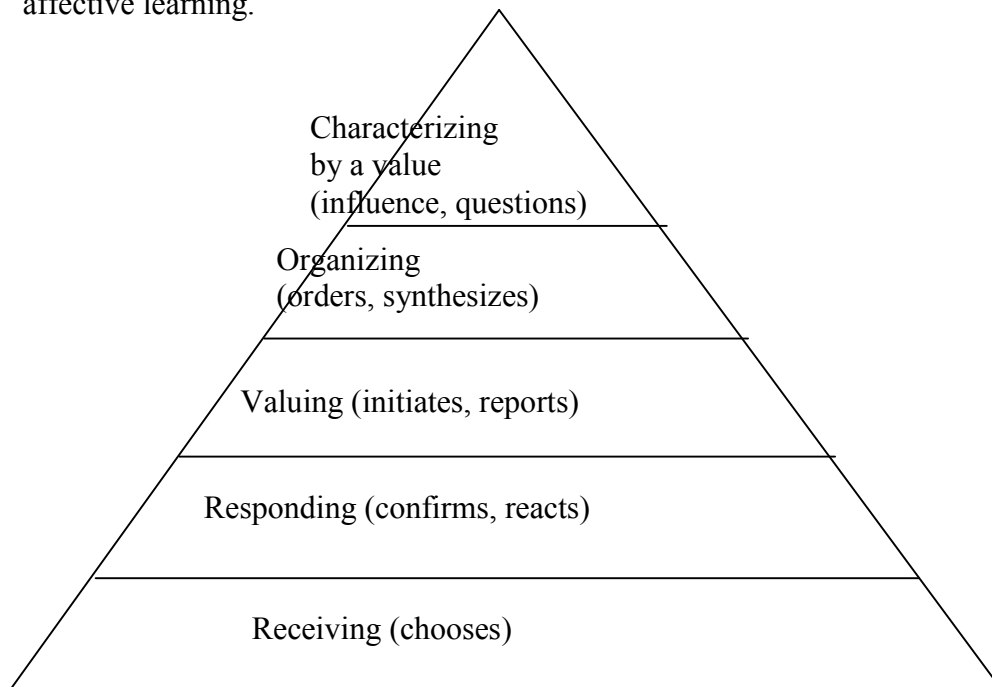 affective learning.
Characterizing
by a value
(influence, questions)
Organizing
(orders, synthesizes)
Valuing (initiates, reports)
Responding (confirms, reacts)
Receiving (chooses)